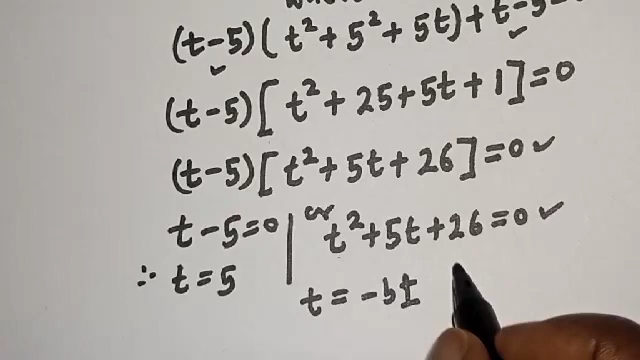 (t-5)(t²+5²+5t)+t-5=
(t-5)[t²+25+5t+1]=0
(t-5)[t²+5t+26]=0✓
t-5=0 | or t²+5t+26=0✓
∴ t=5
t=-b±